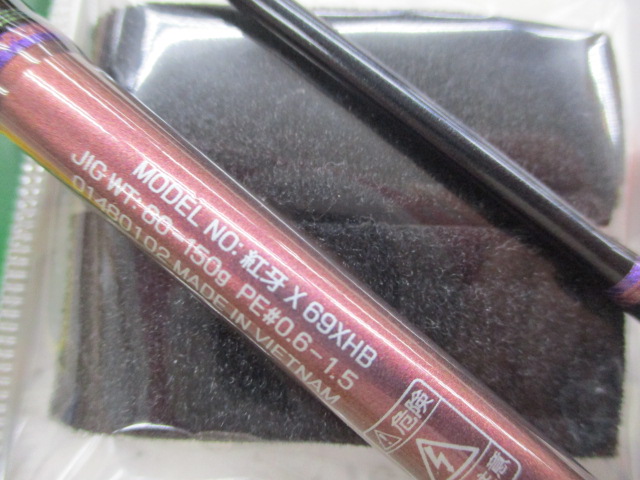 MODEL NO: 紅牙 X 69XHB
JIG WT: 60-150g PE#0.6-1.5
01480102 MADE IN VIETNAM
危険